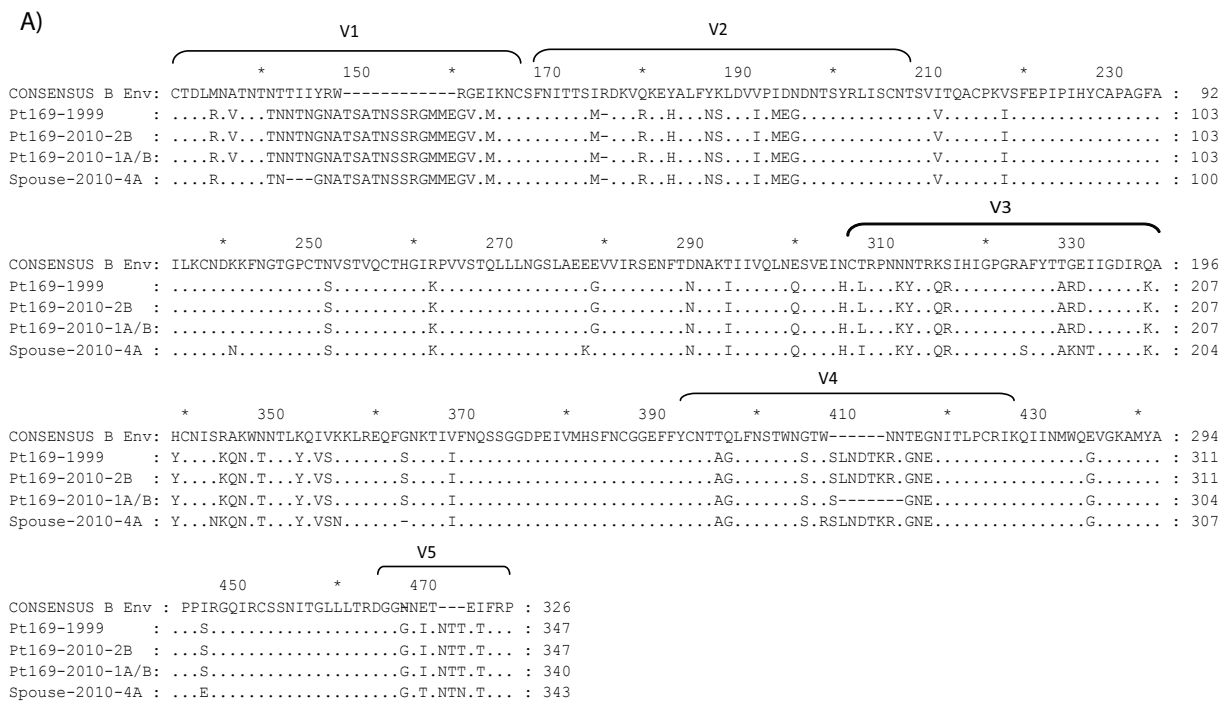 A)
V1 V2
* 150 * 170 * 190 * 210 * 230
CONSENSUS B Env: CTDLMNATNTNTTIIYRW------------RGEIKNCSFNITTSIRDKVQKEYALFYKLDVVPIDNDNTSYRLISCNTSVITQACPKVSFEPIPIHYCAPAGFA : 92
Pt169-1999 : ....R.V...TNNTNGNATSATNSSRGMMEGV.M..........M-...R..H...NS...I.MEG..............V......I................ : 103
Pt169-2010-2B : ....R.V...TNNTNGNATSATNSSRGMMEGV.M..........M-...R..H...NS...I.MEG..............V......I................ : 103
Pt169-2010-1A/B: ....R.V...TNNTNGNATSATNSSRGMMEGV.M..........M-...R..H...NS...I.MEG..............V......I................ : 103
Spouse-2010-4A : ....R.....TN---GNATSATNSSRGMMEGV.M..........M-...R..H...NS...I.MEG..............V......I................ : 100
V3
* 250 * 270 * 290 * 310 * 330
CONSENSUS B Env: ILKCNDKKFNGTGPCTNVSTVQCTHGIRPVVSTQLLLNGSLAEEEVVIRSENFTDNAKTIIVQLNESVEINCTRPNNNTRKSIHIGPGRAFYTTGEIIGDIRQA : 196
Pt169-1999 : ................S..........K................G.........N...I......Q....H.L...KY..QR............ARD.....K. : 207
Pt169-2010-2B : ................S..........K................G.........N...I......Q....H.L...KY..QR............ARD.....K. : 207
Pt169-2010-1A/B: ................S..........K................G.........N...I......Q....H.L...KY..QR............ARD.....K. : 207
Spouse-2010-4A : .....N..........S..........K...............K..........N...I......Q....H.I...KY..QR........S...AKNT....K. : 204
V4
* 350 * 370 * 390 * 410 * 430 *
CONSENSUS B Env: HCNISRAKWNNTLKQIVKKLREQFGNKTIVFNQSSGGDPEIVMHSFNCGGEFFYCNTTQLFNSTWNGTW------NNTEGNITLPCRIKQIINMWQEVGKAMYA : 294
Pt169-1999 : Y....KQN.T...Y.VS.......S....I............................AG........S..SLNDTKR.GNE................G....... : 311
Pt169-2010-2B : Y....KQN.T...Y.VS.......S....I............................AG........S..SLNDTKR.GNE................G....... : 311
Pt169-2010-1A/B: Y....KQN.T...Y.VS.......S....I............................AG........S..S-------GNE................G....... : 304
Spouse-2010-4A : Y...NKQN.T...Y.VSN......-....I............................AG........S.RSLNDTKR.GNE................G....... : 307
V5
450 * 470
CONSENSUS B Env : PPIRGQIRCSSNITGLLLTRDGGNNET---EIFRP : 326
Pt169-1999 : ...S....................G.I.NTT.T... : 347
Pt169-2010-2B : ...S....................G.I.NTT.T... : 347
Pt169-2010-1A/B: ...S....................G.I.NTT.T... : 340
Spouse-2010-4A : ...E....................G.T.NTN.T... : 343